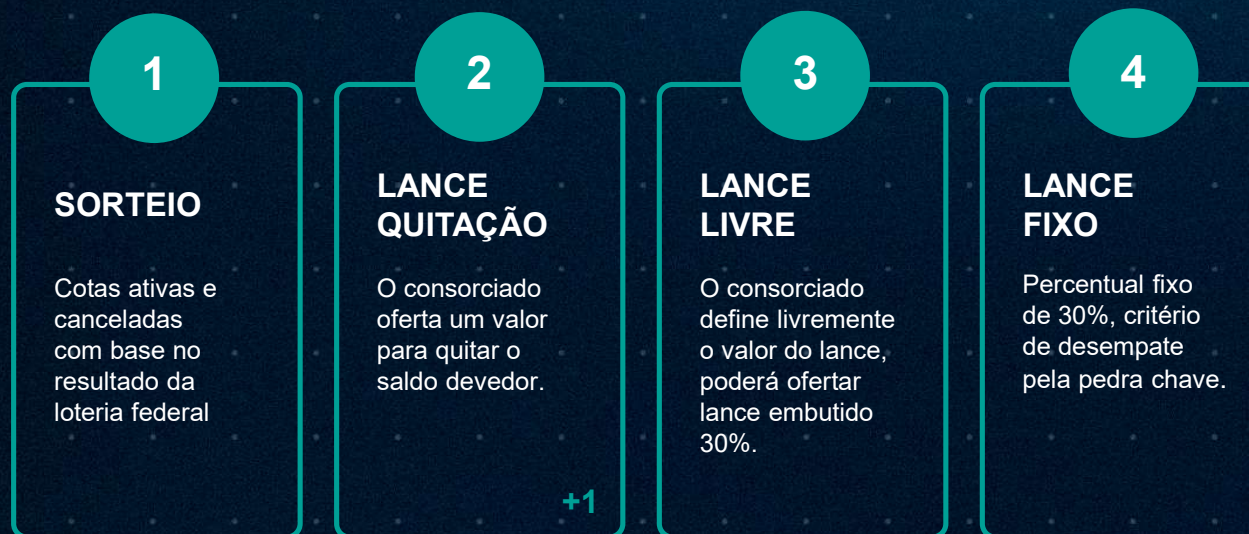 1
SORTEIO
Cotas ativas e
canceladas
com base no
resultado da
loteria federal
2
LANCE
QUITAÇÃO
O consorciado
oferta um valor
para quitar o
saldo devedor.
+1
3
LANCE
LIVRE
O consorciado
define livremente
o valor do lance,
poderá ofertar
lance embutido
30%.
4
LANCE
FIXO
Percentual fixo
de 30%, critério
de desempate
pela pedra chave.